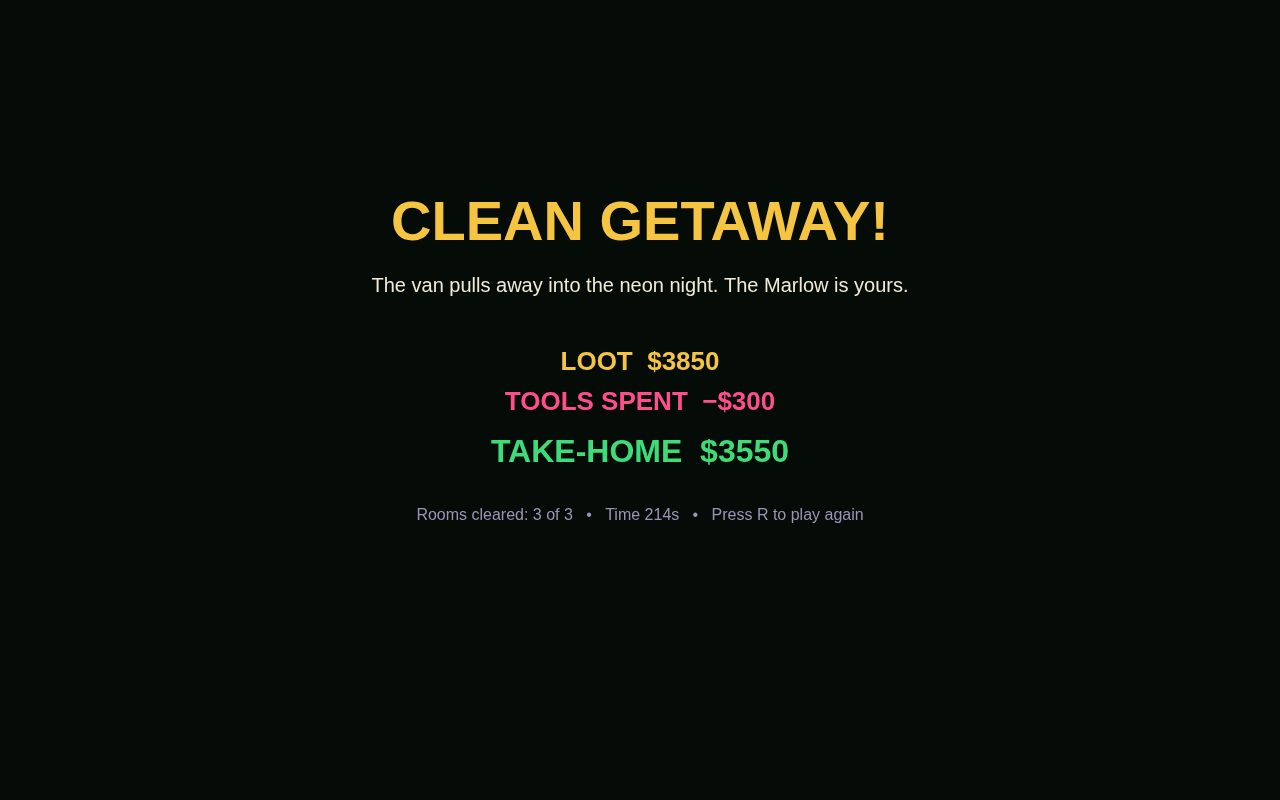 CLEAN GETAWAY!
The van pulls away into the neon night. The Marlow is yours.
LOOT $3850
TOOLS SPENT −$300
TAKE-HOME $3550
Rooms cleared: 3 of 3 • Time 214s • Press R to play again